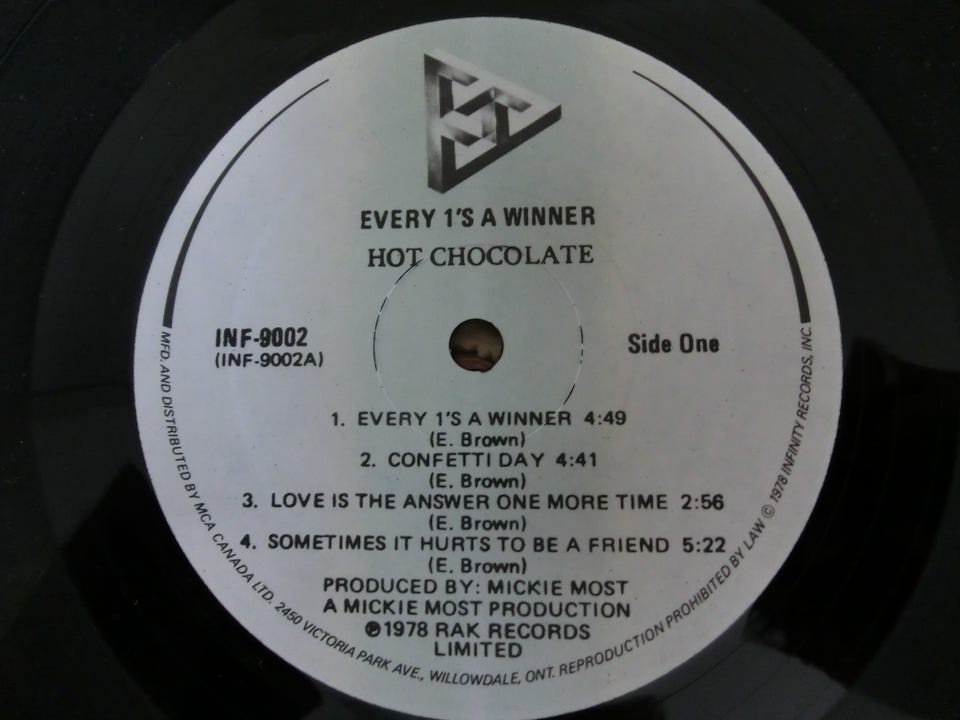 EVERY 1'S A WINNER
HOT CHOCOLATE
INF-9002
(INF-9002A)
Side One
1. EVERY 1'S A WINNER 4:49
(E. Brown)
2. CONFETTI DAY 4:41
(E. Brown)
3. LOVE IS THE ANSWER ONE MORE TIME 2:56
(E. Brown)
4. SOMETIMES IT HURTS TO BE A FRIEND 5:22
(E. Brown)
PRODUCED BY: MICKIE MOST
A MICKIE MOST PRODUCTION
℗1978 RAK RECORDS
LIMITED
MFD. AND DISTRIBUTED BY MCA CANADA LTD. 2450 VICTORIA PARK AVE., WILLOWDALE, ONT. REPRODUCTION PROHIBITED BY LAW © 1978 INFINITY RECORDS, INC.